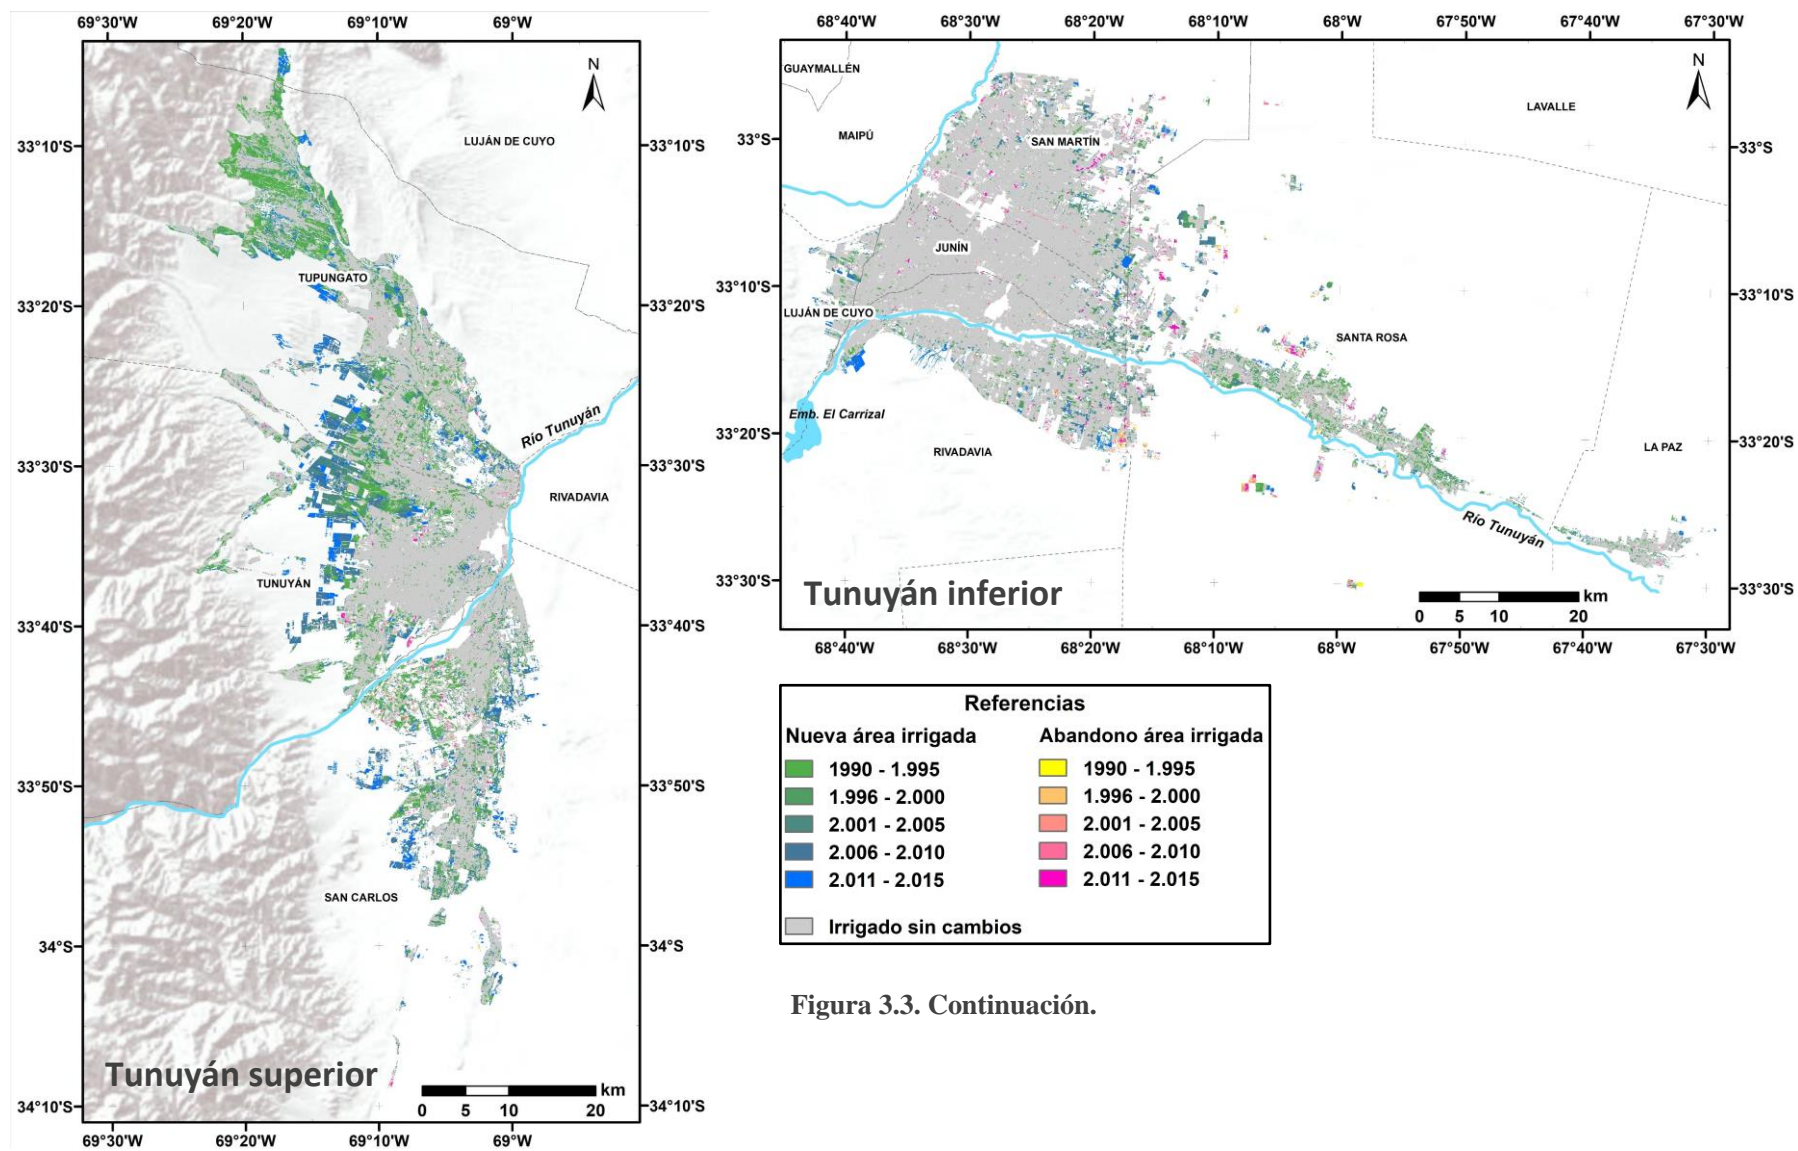 69°30'W 69°20'W 69°10'W 69°W
33°10'S
33°20'S
33°30'S
33°40'S
33°50'S
34°S
34°10'S
N
LUJÁN DE CUYO
TUPUNGATO
Río Tunuyán
RIVADAVIA
TUNUYÁN
SAN CARLOS
Tunuyán superior
km
0 5 10 20
33°10'S
33°20'S
33°30'S
33°40'S
33°50'S
34°S
34°10'S
69°30'W 69°20'W 69°10'W 69°W
68°40'W 68°30'W 68°20'W 68°10'W 68°W 67°50'W 67°40'W 67°30'W
33°S
33°10'S
33°20'S
33°30'S
GUAYMALLÉN
MAIPÚ
SAN MARTÍN
LAVALLE
N
JUNÍN
LUJÁN DE CUYO
SANTA ROSA
Emb. El Carrizal
RIVADAVIA
LA PAZ
Río Tunuyán
Tunuyán inferior
km
0 5 10 20
33°S
33°10'S
33°20'S
33°30'S
68°40'W 68°30'W 68°20'W 68°10'W 68°W 67°50'W 67°40'W 67°30'W
Referencias
Nueva área irrigada
1990 - 1.995
1.996 - 2.000
2.001 - 2.005
2.006 - 2.010
2.011 - 2.015
Irrigado sin cambios
Abandono área irrigada
1990 - 1.995
1.996 - 2.000
2.001 - 2.005
2.006 - 2.010
2.011 - 2.015
Figura 3.3. Continuación.